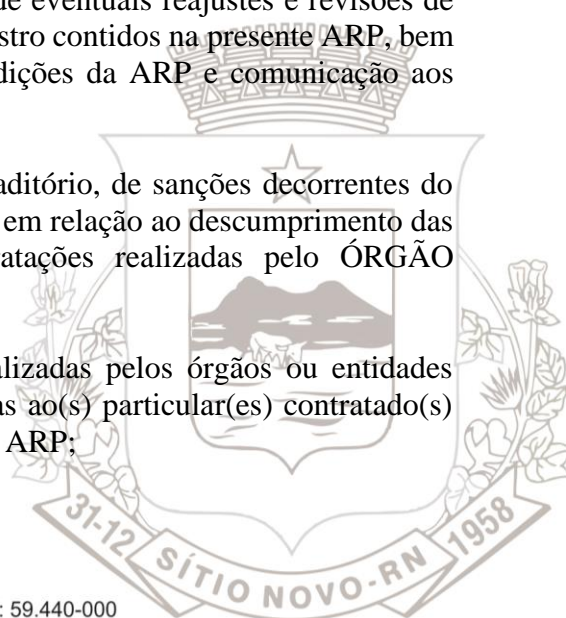 de eventuais reajustes e revisões de
stro contidos na presente ARP, bem
dições da ARP e comunicação aos
aditório, de sanções decorrentes do
em relação ao descumprimento das
ratações realizadas pelo ÓRGÃO
alizadas pelos órgãos ou entidades
as ao(s) particular(es) contratado(s)
ARP;
31-12 SÍTIO NOVO-RN 1958
: 59.440-000